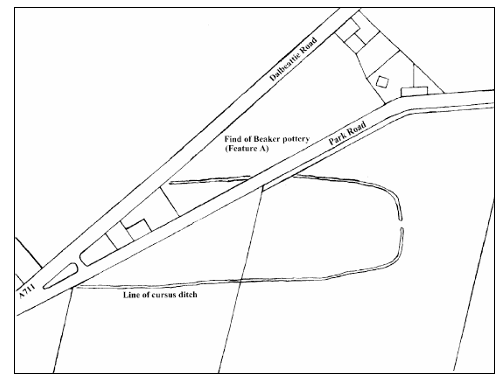 Dalbeattie Road
Find of Beaker pottery
(Feature A)
Park Road
A711
Line of cursus ditch